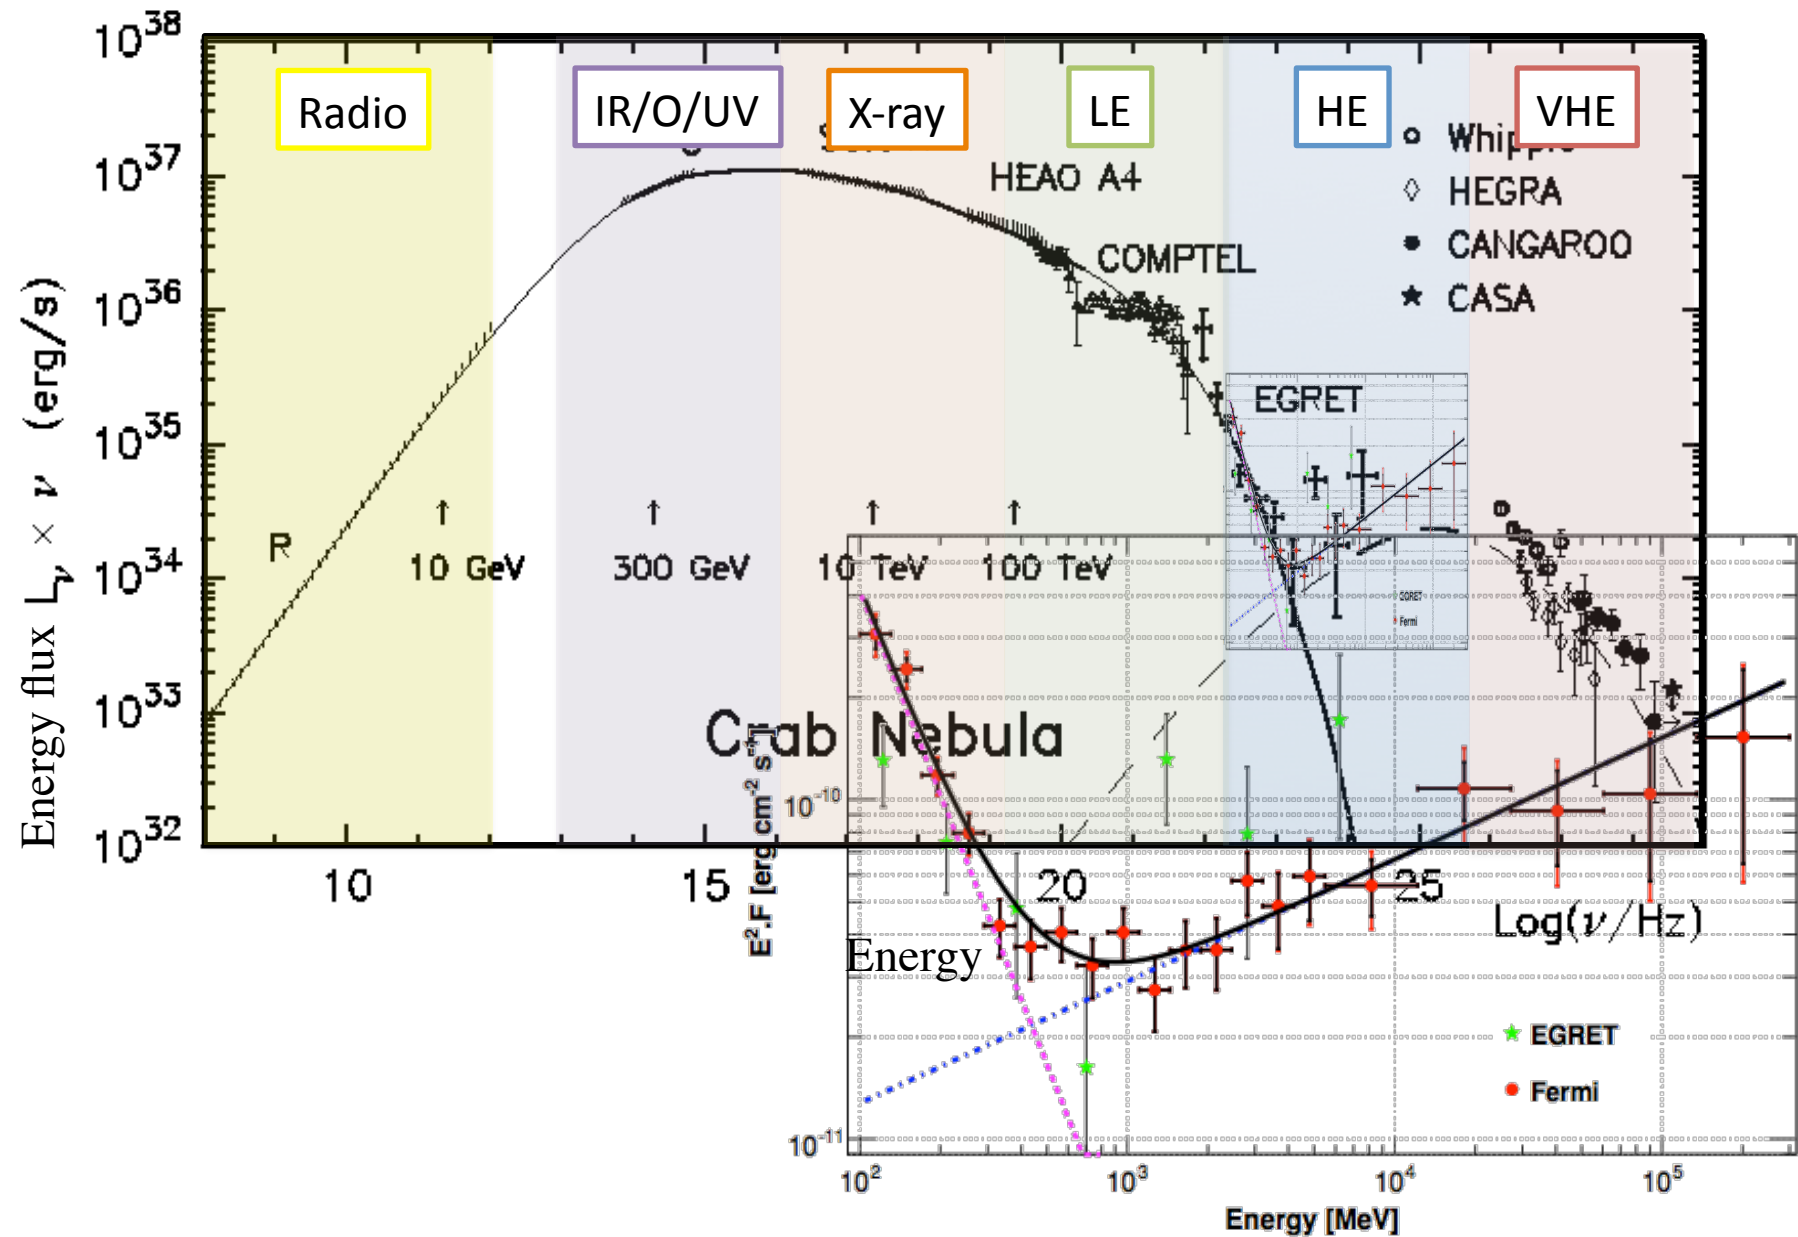 10^38
10^37
10^36
10^35
10^34
10^33
10^32
Energy flux L_ν × ν (erg/s)
Radio
IR/O/UV
X-ray
LE
HE
VHE
HEAO A4
COMPTEL
EGRET
Whipple
HEGRA
CANGAROO
CASA
R
10 GeV
300 GeV
10 TeV
100 TeV
Crab Nebula
EGRET
Fermi
10
15
20
25
Log(ν/Hz)
Energy
E².F [erg cm⁻² s⁻¹]
10^-10
10^-11
EGRET
Fermi
10^2
10^3
10^4
10^5
Energy [MeV]